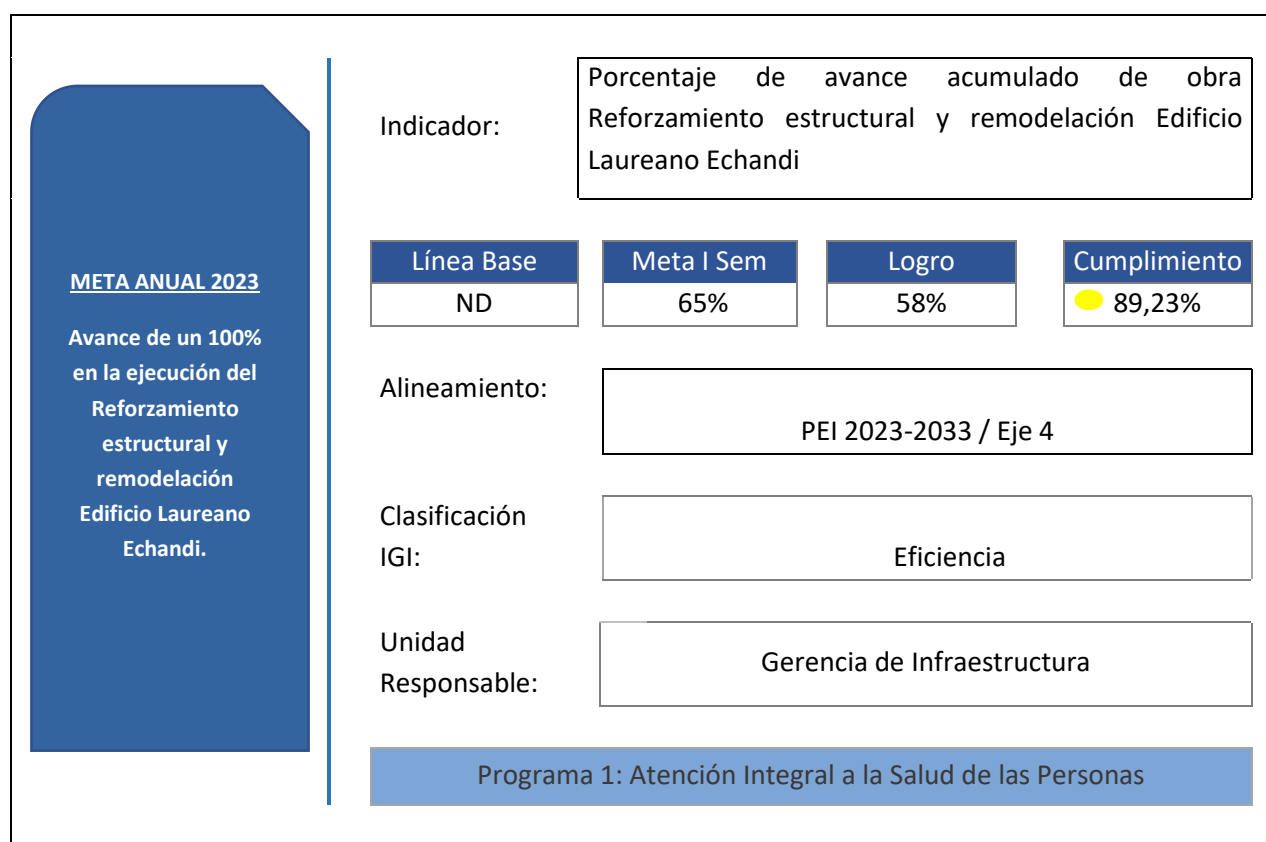 META ANUAL 2023
Avance de un 100%
en la ejecución del
Reforzamiento
estructural y
remodelación
Edificio Laureano
Echandi.
Indicador:
Porcentaje de avance acumulado de obra
Reforzamiento estructural y remodelación Edificio
Laureano Echandi
Línea Base
Meta I Sem
Logro
Cumplimiento
ND
65%
58%
89,23%
Alineamiento:
PEI 2023-2033 / Eje 4
Clasificación
IGI:
Eficiencia
Unidad
Responsable:
Gerencia de Infraestructura
Programa 1: Atención Integral a la Salud de las Personas